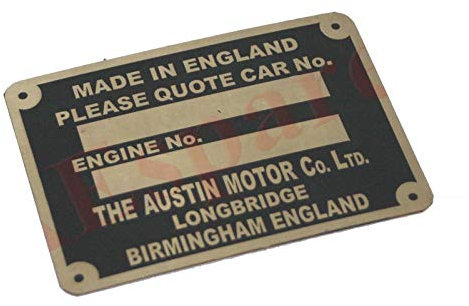 MADE IN ENGLAND
PLEASE QUOTE CAR No.
ENGINE No.
THE AUSTIN MOTOR Co. LTD.
LONGBRIDGE
BIRMINGHAM ENGLAND